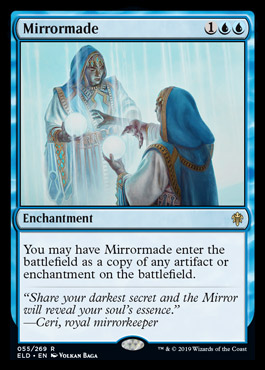 Mirrormade 1
Enchantment
You may have Mirrormade enter the
battlefield as a copy of any artifact or
enchantment on the battlefield.
“Share your darkest secret and the Mirror
will reveal your soul’s essence.”
—Ceri, royal mirrorkeeper
055/269 R
ELD • EN Volkan Baga
™ & © 2019 Wizards of the Coast